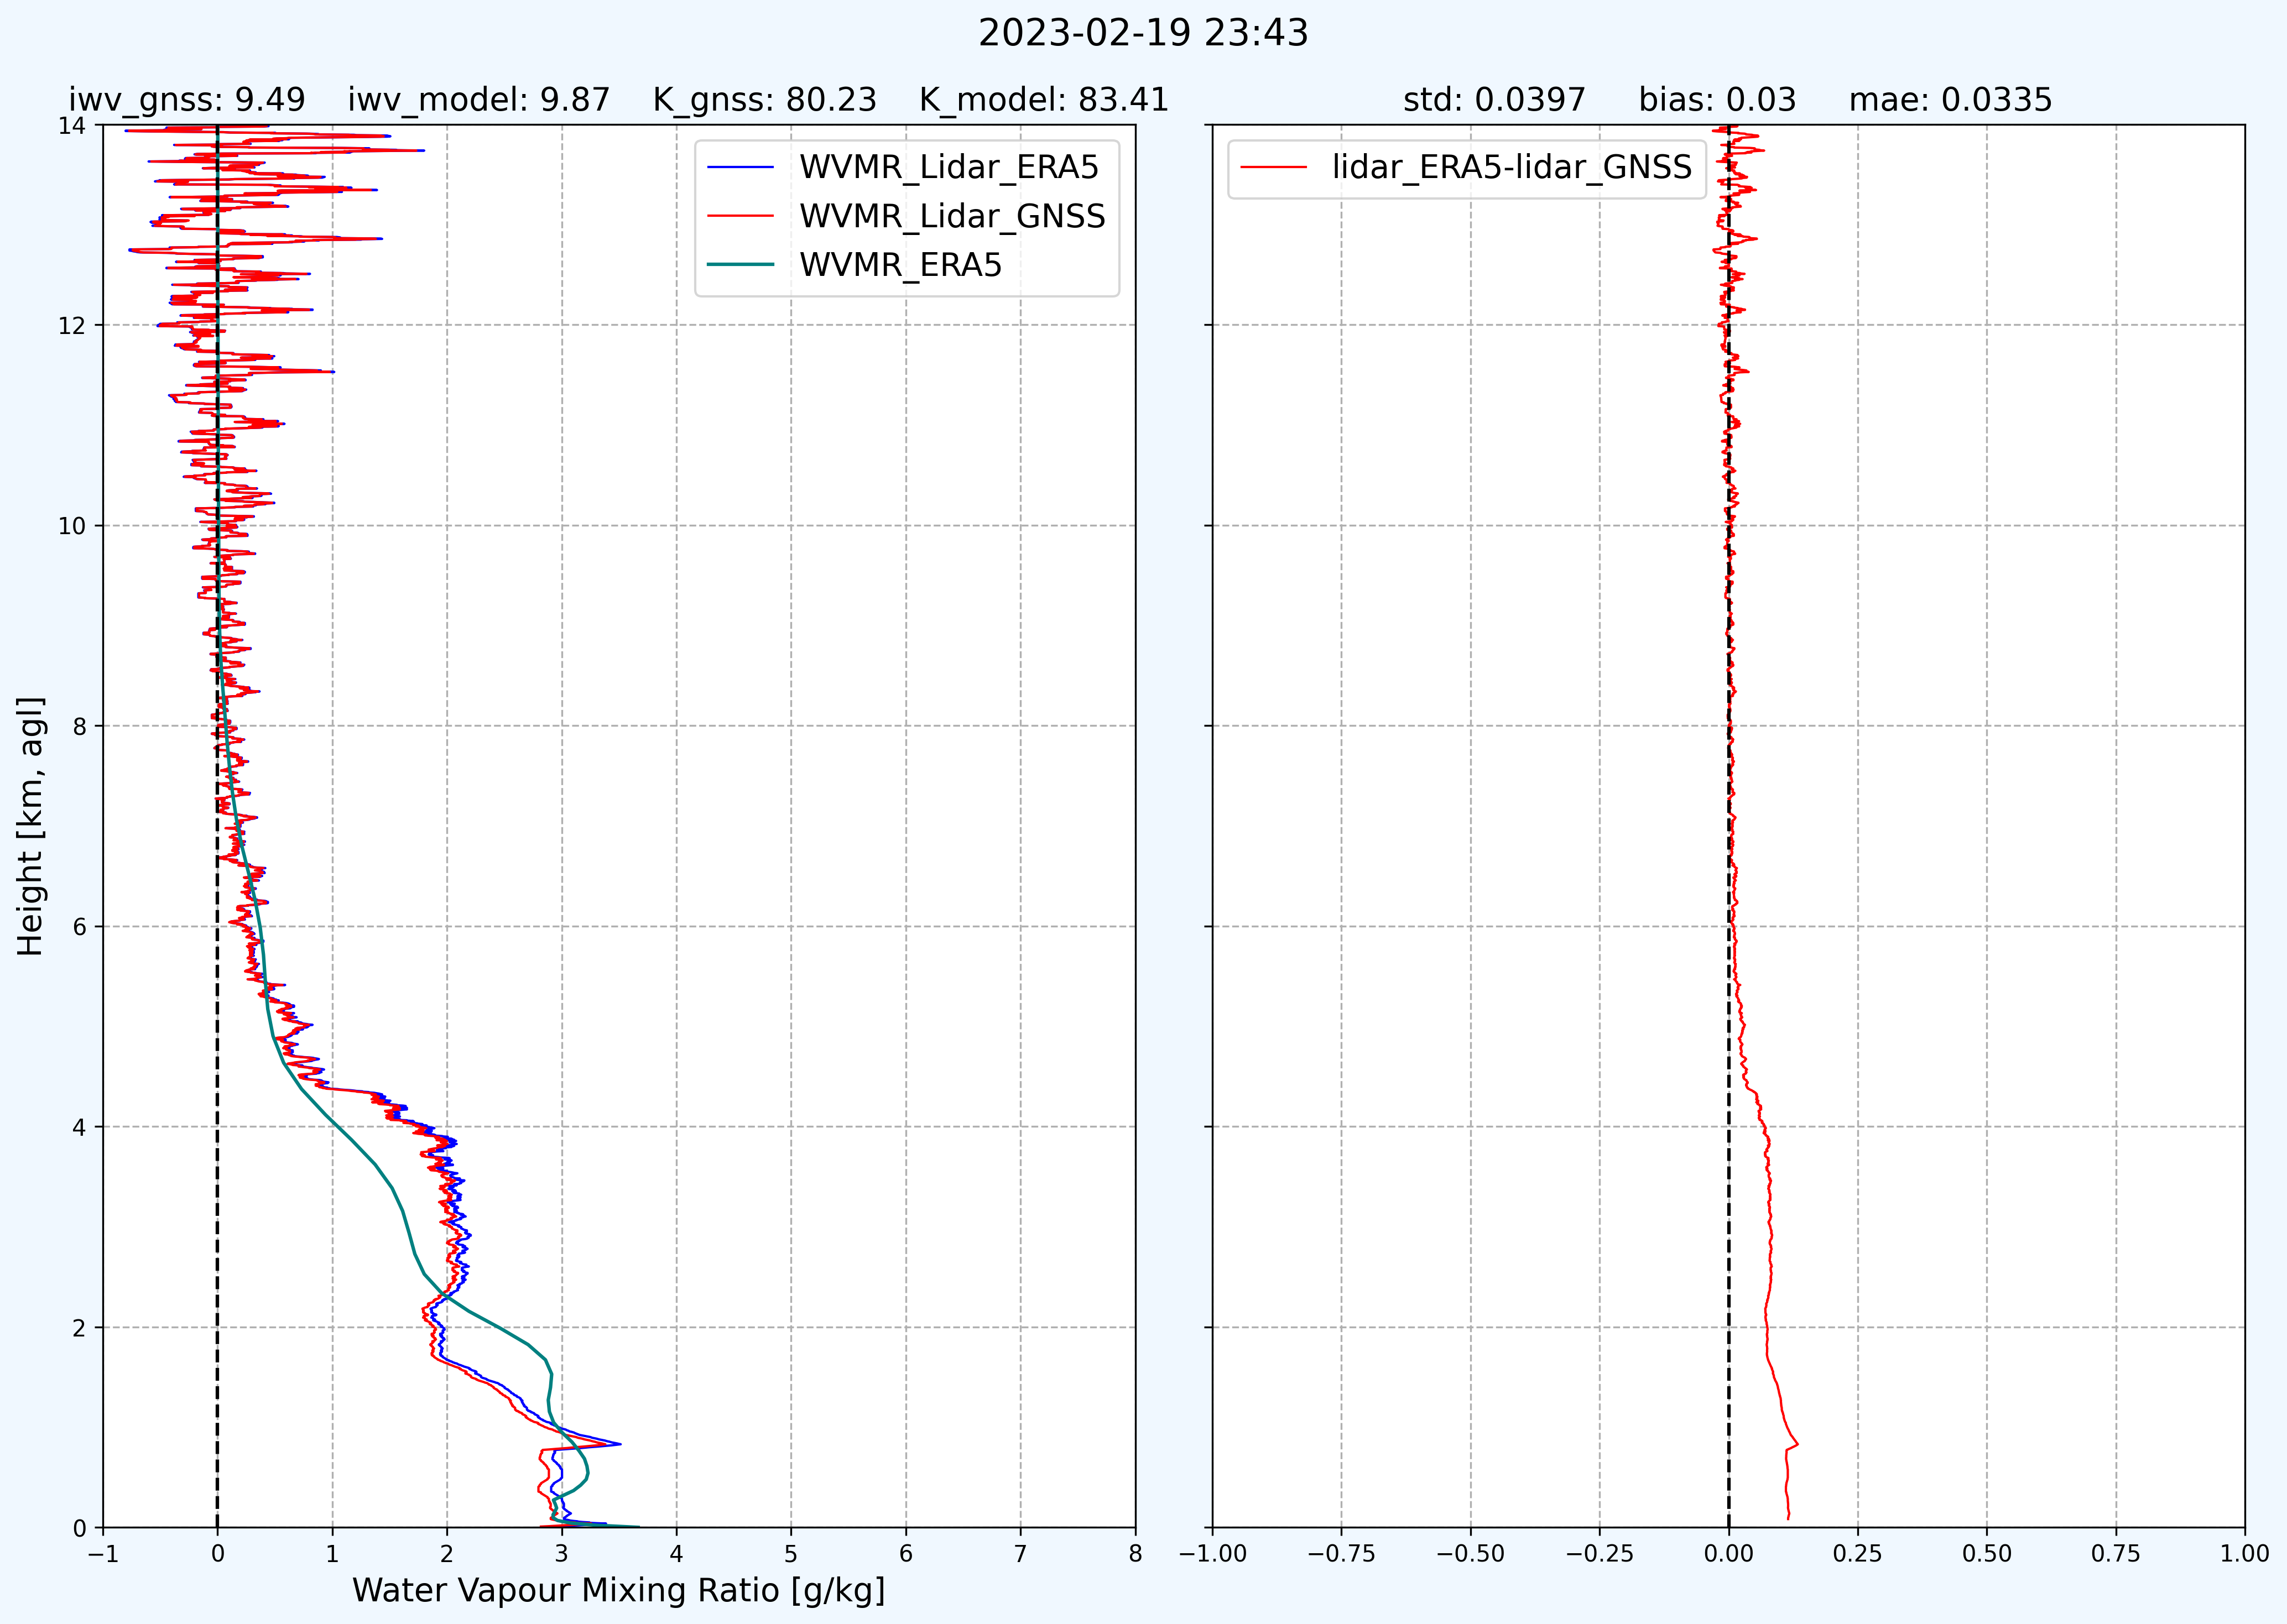 2023-02-19 23:43
iwv_gnss: 9.49 iwv_model: 9.87 K_gnss: 80.23 K_model: 83.41
std: 0.0397 bias: 0.03 mae: 0.0335
WVMR_Lidar_ERA5
WVMR_Lidar_GNSS
WVMR_ERA5
lidar_ERA5-lidar_GNSS
Height [km, agl]
14
12
10
8
6
4
2
0
−1 0 1 2 3 4 5 6 7 8
Water Vapour Mixing Ratio [g/kg]
−1.00 −0.75 −0.50 −0.25 0.00 0.25 0.50 0.75 1.00